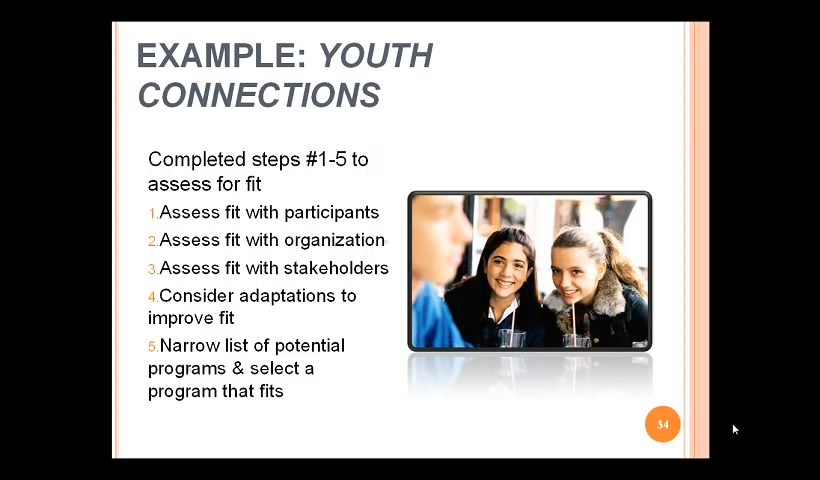 EXAMPLE: YOUTH
CONNECTIONS
Completed steps #1-5 to
assess for fit
1.Assess fit with participants
2.Assess fit with organization
3.Assess fit with stakeholders
4.Consider adaptations to
improve fit
5.Narrow list of potential
programs & select a
program that fits
34